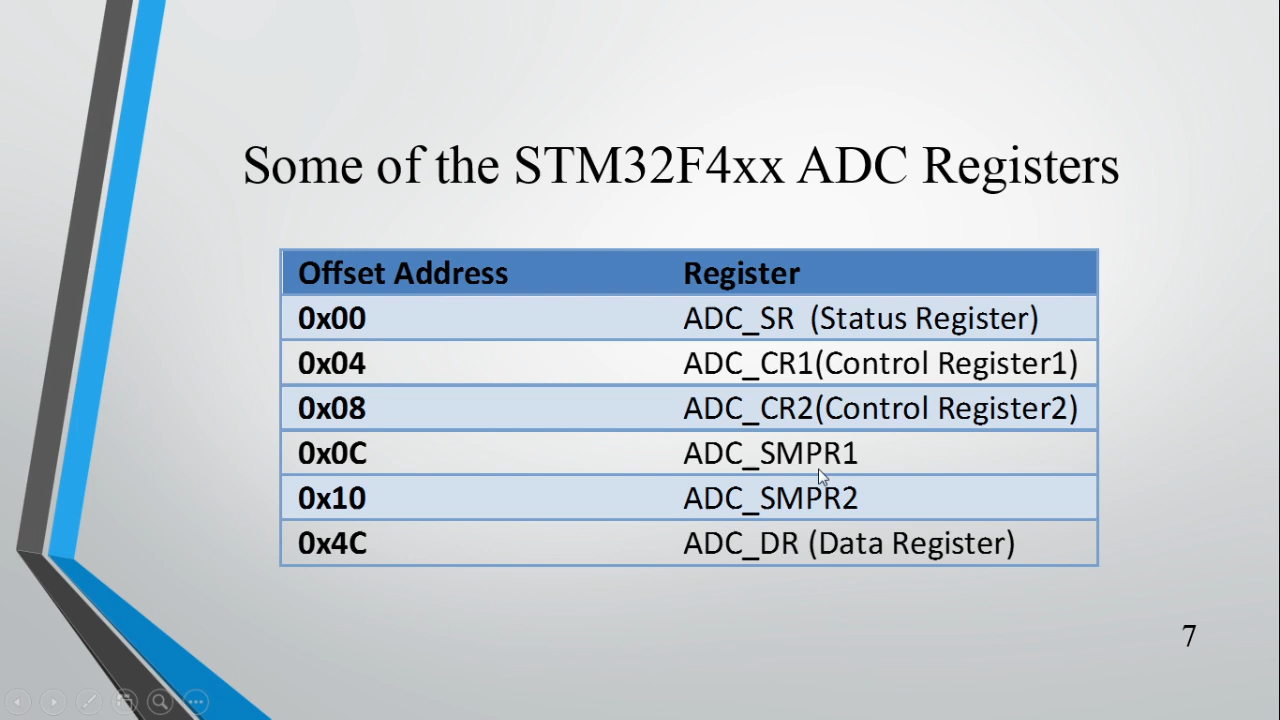 Some of the STM32F4xx ADC Registers
Offset Address Register
0x00 ADC_SR (Status Register)
0x04 ADC_CR1(Control Register1)
0x08 ADC_CR2(Control Register2)
0x0C ADC_SMPR1
0x10 ADC_SMPR2
0x4C ADC_DR (Data Register)
7